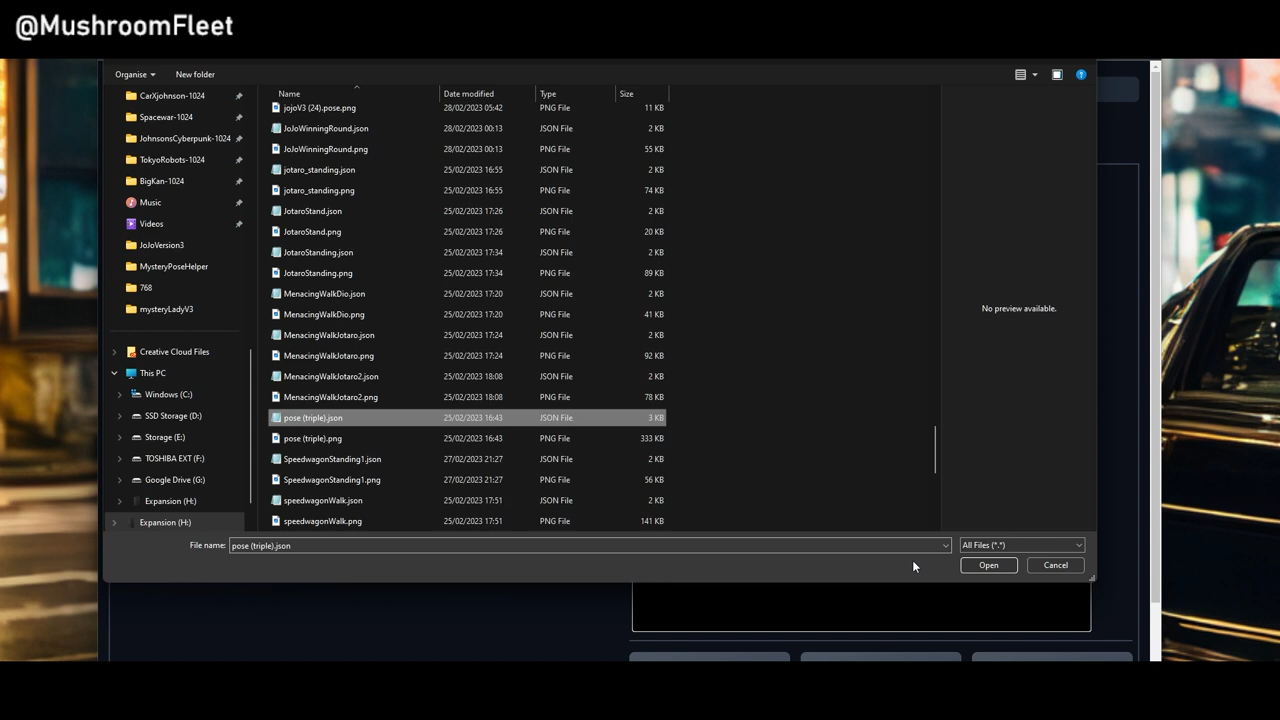 @MushroomFleet
Organise New folder
Name Date modified Type Size
CarXjohnson-1024
Spacewar-1024
JohnsonsCyberpunk-1024
TokyoRobots-1024
BigKan-1024
Music
Videos
JoJoVersion3
MysteryPoseHelper
768
mysteryLadyV3
Creative Cloud Files
This PC
Windows (C:)
SSD Storage (D:)
Storage (E:)
TOSHIBA EXT (F:)
Google Drive (G:)
Expansion (H:)
Expansion (H:)
jojoV3 (24).pose.png 28/02/2023 05:42 PNG File 11 KB
JoJoWinningRound.json 28/02/2023 00:13 JSON File 2 KB
JoJoWinningRound.png 28/02/2023 00:13 PNG File 55 KB
jotaro_standing.json 25/02/2023 16:55 JSON File 2 KB
jotaro_standing.png 25/02/2023 16:55 PNG File 74 KB
JotaroStand.json 25/02/2023 17:26 JSON File 2 KB
JotaroStand.png 25/02/2023 17:26 PNG File 20 KB
JotaroStanding.json 25/02/2023 17:34 JSON File 2 KB
JotaroStanding.png 25/02/2023 17:34 PNG File 89 KB
MenacingWalkDio.json 25/02/2023 17:20 JSON File 2 KB
MenacingWalkDio.png 25/02/2023 17:20 PNG File 41 KB
MenacingWalkJotaro.json 25/02/2023 17:24 JSON File 2 KB
MenacingWalkJotaro.png 25/02/2023 17:24 PNG File 92 KB
MenacingWalkJotaro2.json 25/02/2023 18:08 JSON File 2 KB
MenacingWalkJotaro2.png 25/02/2023 18:08 PNG File 78 KB
pose (triple).json 25/02/2023 16:43 JSON File 3 KB
pose (triple).png 25/02/2023 16:43 PNG File 333 KB
SpeedwagonStanding1.json 27/02/2023 21:27 JSON File 2 KB
SpeedwagonStanding1.png 27/02/2023 21:27 PNG File 56 KB
speedwagonWalk.json 25/02/2023 17:51 JSON File 2 KB
speedwagonWalk.png 25/02/2023 17:51 PNG File 141 KB
No preview available.
File name: pose (triple).json All Files (*.*)
Open Cancel